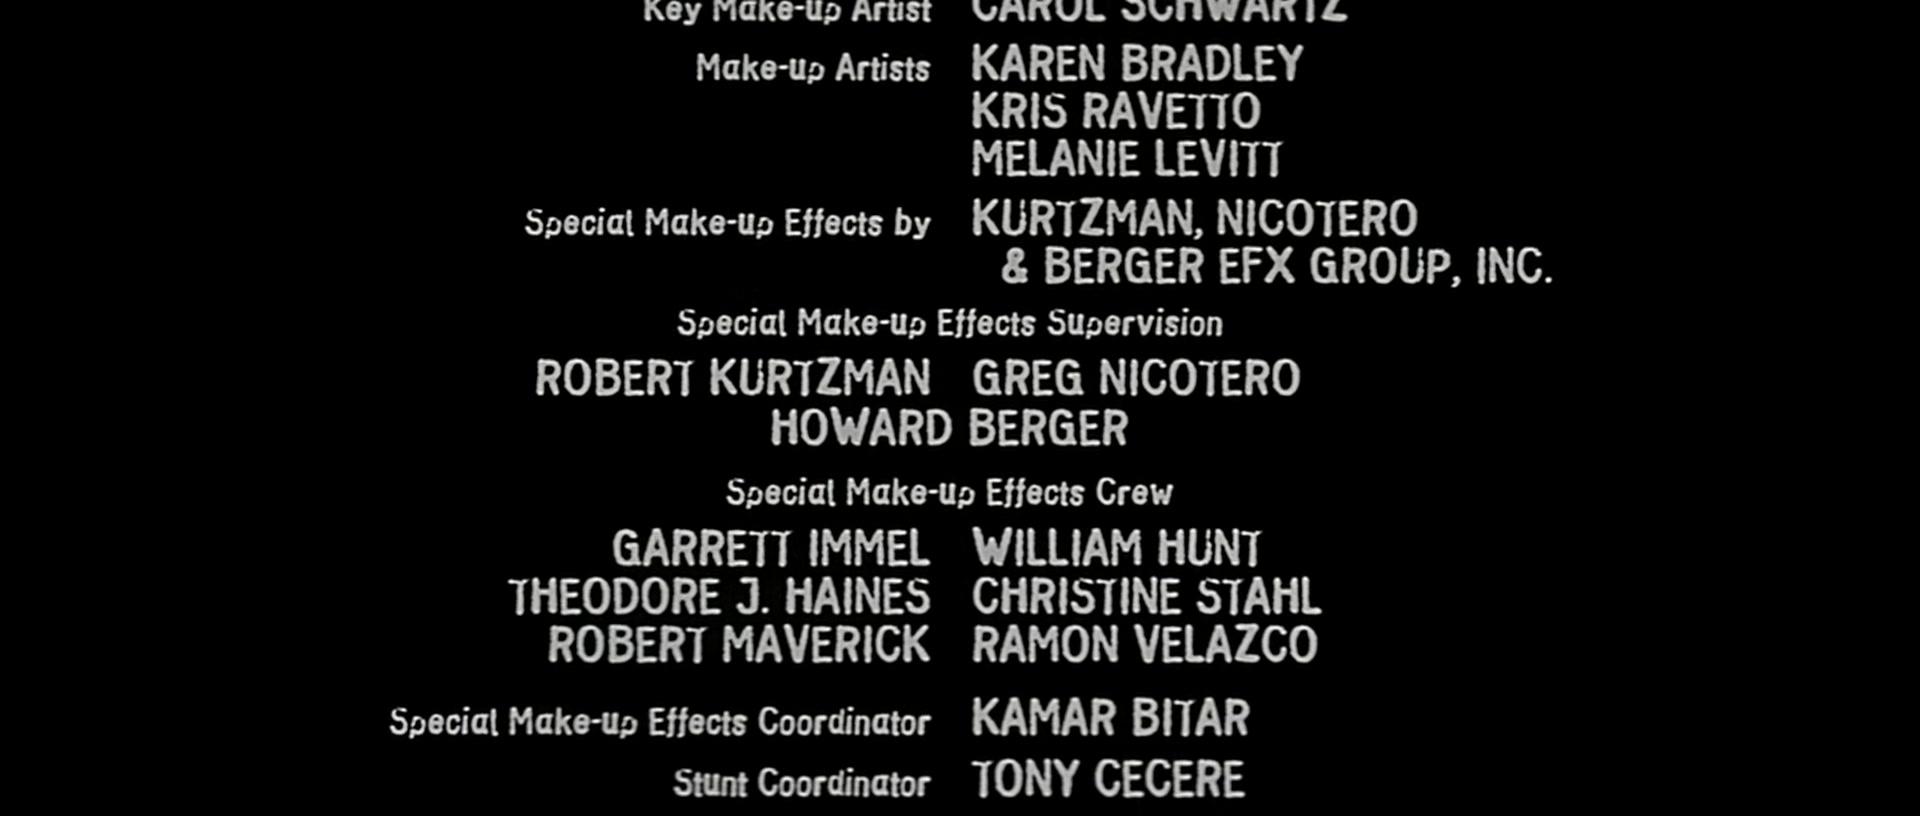 Key Make-up Artist CAROL SCHWARTZ
Make-up Artists KAREN BRADLEY
KRIS RAVETTO
MELANIE LEVITT
Special Make-up Effects by KURTZMAN, NICOTERO
& BERGER EFX GROUP, INC.
Special Make-up Effects Supervision
ROBERT KURTZMAN GREG NICOTERO
HOWARD BERGER
Special Make-up Effects Crew
GARRETT IMMEL WILLIAM HUNT
THEODORE J. HAINES CHRISTINE STAHL
ROBERT MAVERICK RAMON VELAZCO
Special Make-up Effects Coordinator KAMAR BITAR
Stunt Coordinator TONY CECERE